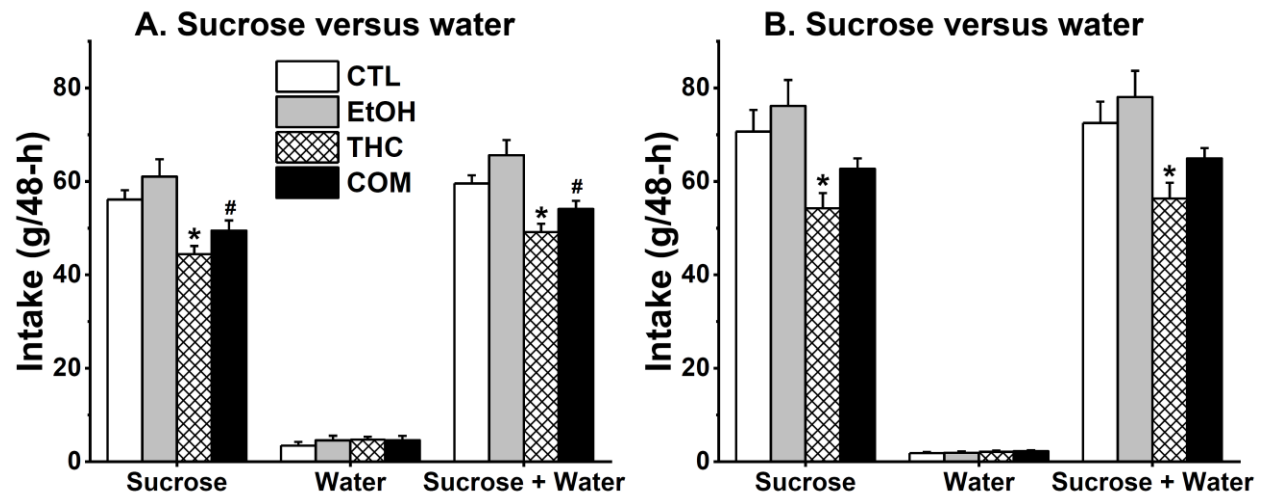 A. Sucrose versus water
CTL
EtOH
THC
COM
Intake (g/48-h)
80
60
40
20
0
*
#
*
#
Sucrose
Water
Sucrose + Water
B. Sucrose versus water
Intake (g/48-h)
80
60
40
20
0
*
*
Sucrose
Water
Sucrose + Water